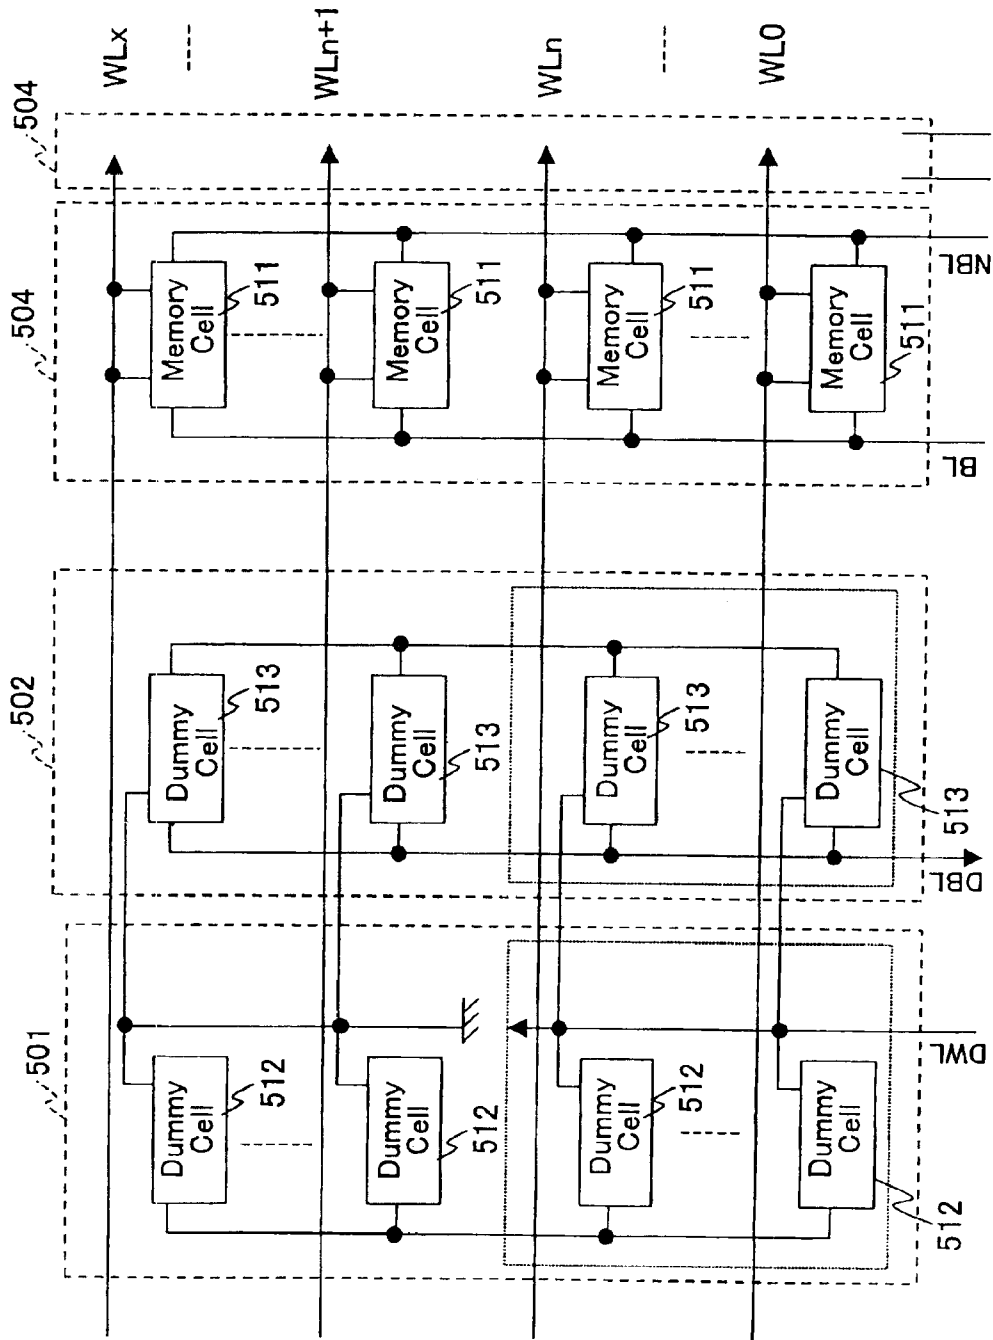 WLx
WLn+1
WLn
WL0
504
504
502
501
Memory
Cell
511
Memory
Cell
511
Memory
Cell
511
Memory
Cell
511
NBL
BL
Dummy
Cell
513
Dummy
Cell
513
Dummy
Cell
513
Dummy
Cell
513
DBL
Dummy
Cell
512
Dummy
Cell
512
Dummy
Cell
512
Dummy
Cell
512
DWL